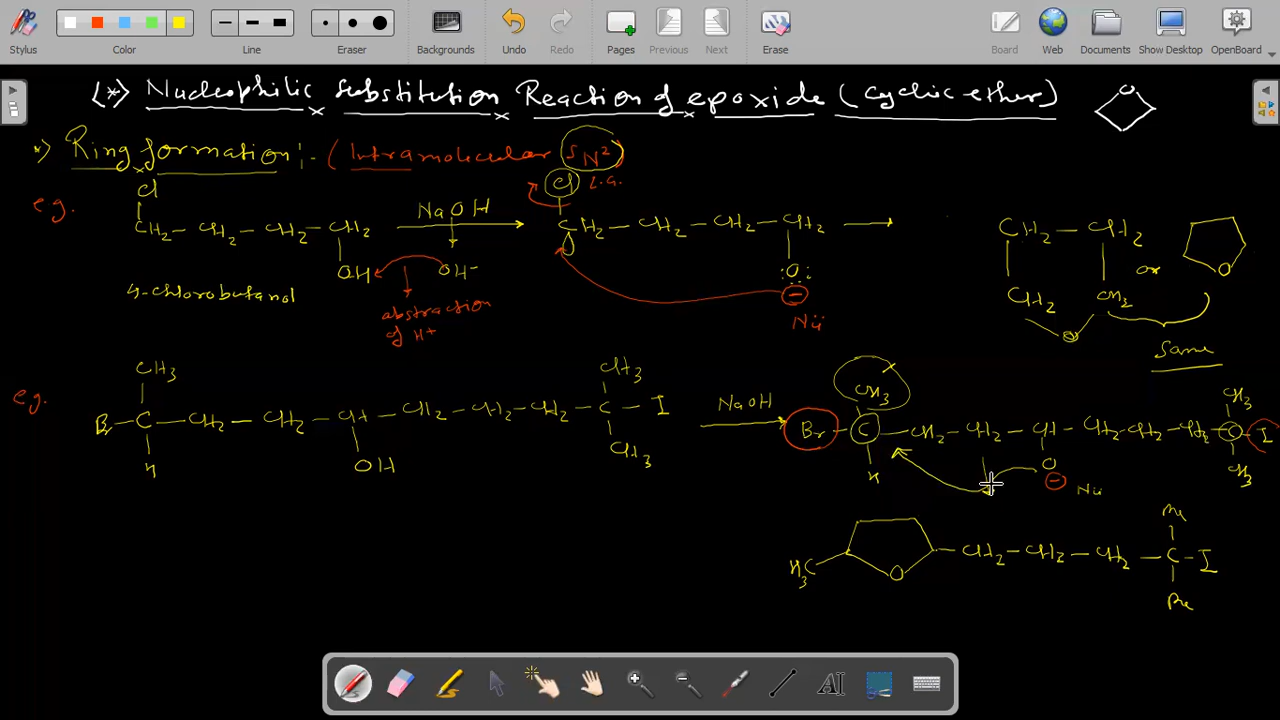 Stylus Color Line Eraser Backgrounds Undo Redo Pages Previous Next Erase Board Web Documents Show Desktop OpenBoard
(*) Nucleophilic substitution Reaction of epoxide (cyclic ether)
O
*) Ring formation:- (Intramolecular SN2)
e.g.
Cl
CH2 — CH2 — CH2 — CH2
OH
NaOH
OH-
abstraction of H+
4-chlorobutanol
Cl L.G.
CH2 — CH2 — CH2 — CH2
:O:
-
Nü
CH2 — CH2
CH2 CH2
O
or
O
Same
e.g.
CH3 CH3
Br — C — CH2 — CH2 — CH — CH2 — CH2 — CH2 — C — I
H OH CH3
NaOH
CH3 CH3
Br — C — CH2 — CH2 — CH — CH2 — CH2 — CH2 — C — I
H O CH3
- Nü
Me
H3C O — CH2 — CH2 — CH2 — C — I
Me